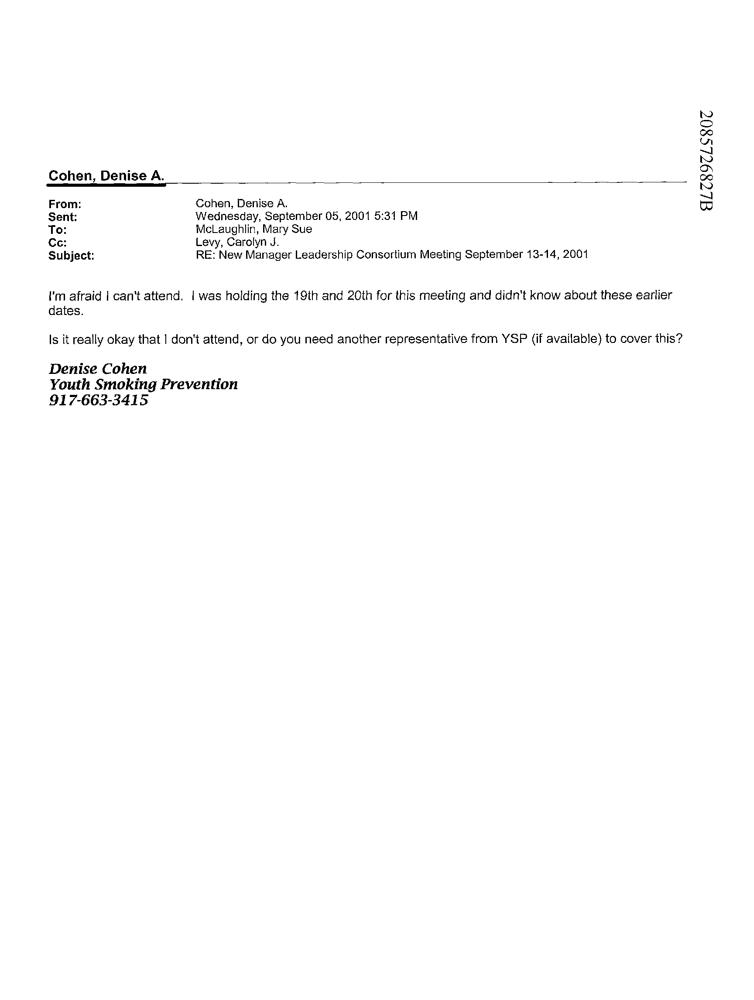 2085726827B
Cohen, Denise A.
From: Cohen, Denise A.
Sent: Wednesday, September 05, 2001 5:31 PM
To: McLaughlin, Mary Sue
Cc: Levy, Carolyn J.
Subject: RE: New Manager Leadership Consortium Meeting September 13-14, 2001
I'm afraid I can't attend. I was holding the 19th and 20th for this meeting and didn't know about these earlier
dates.
Is it really okay that I don't attend, or do you need another representative from YSP (if available) to cover this?
Denise Cohen
Youth Smoking Prevention
917-663-3415